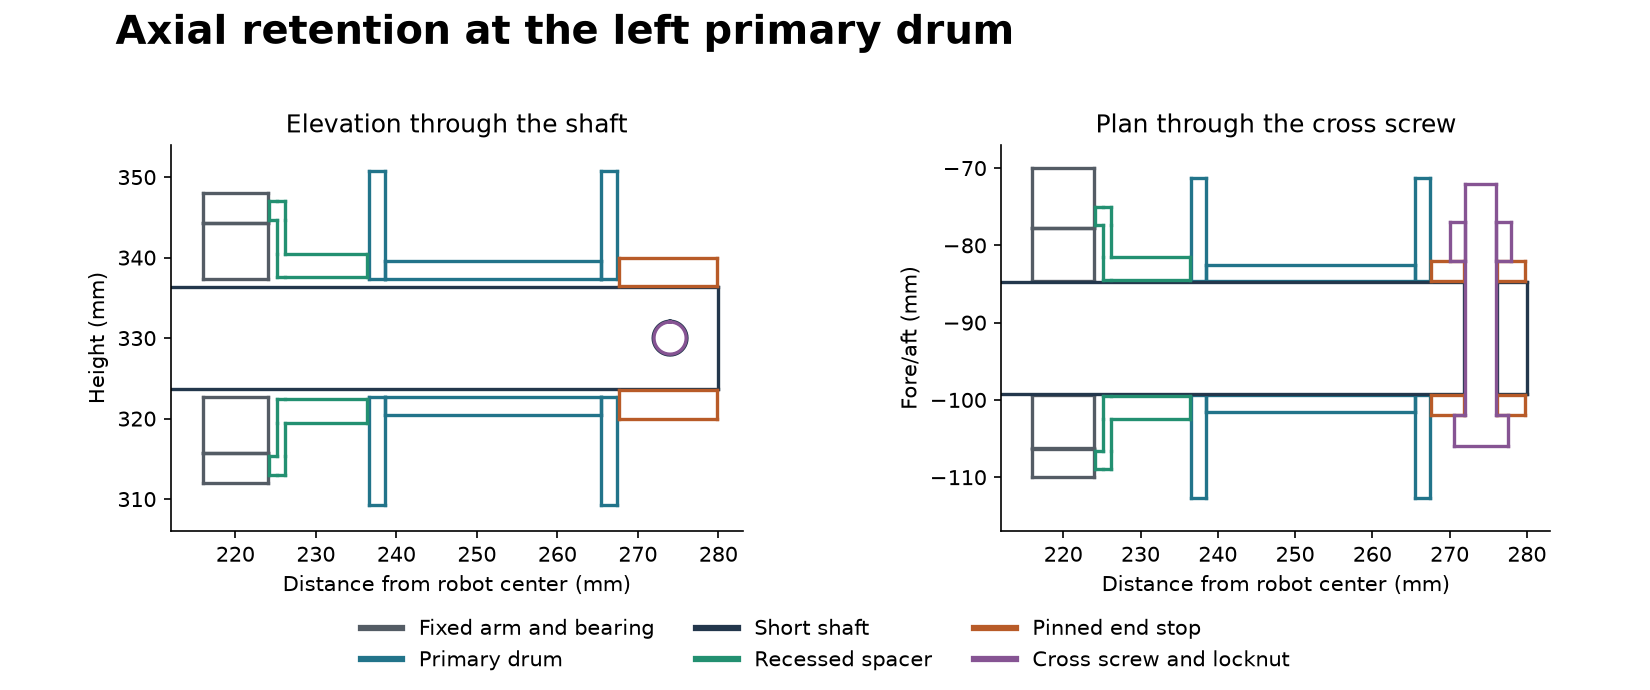 Axial retention at the left primary drum
Elevation through the shaft
350
340
330
320
310
Height (mm)
220 230 240 250 260 270 280
Distance from robot center (mm)
Plan through the cross screw
−70
−80
−90
−100
−110
Fore/aft (mm)
220 230 240 250 260 270 280
Distance from robot center (mm)
Fixed arm and bearing
Short shaft
Pinned end stop
Primary drum
Recessed spacer
Cross screw and locknut